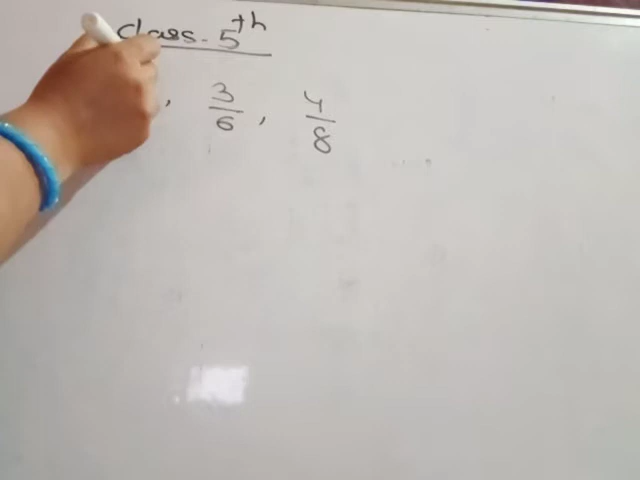 Class - 5th
, 3/6 , 4/8